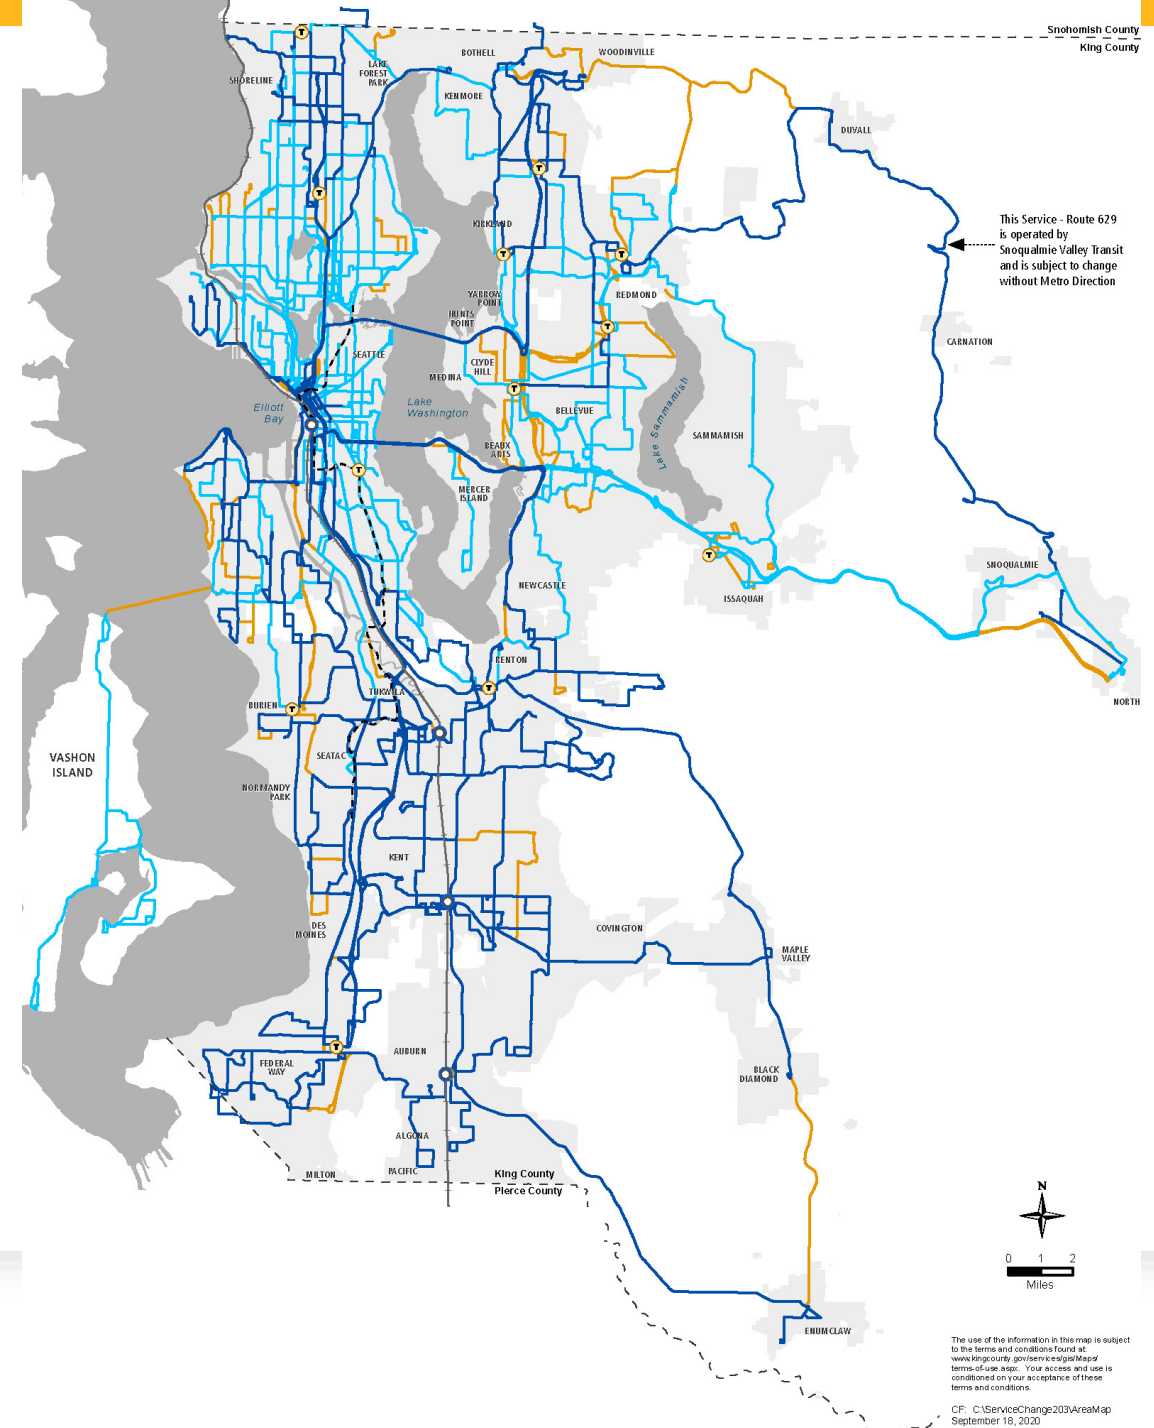 Snohomish County
King County
BOTHELL
WOODINVILLE
SHORELINE
LAKE
FOREST
PARK
KENMORE
DUVALL
This Service - Route 629
is operated by
Snoqualmie Valley Transit
and is subject to change
without Metro Direction
KIRKLAND
YARROW
POINT
HUNTS
POINT
REDMOND
CARNATION
SEATTLE
CLYDE
HILL
MEDINA
Elliott
Bay
Lake
Washington
BELLEVUE
Lake Sammamish
SAMMAMISH
BEAUX
ARTS
MERCER
ISLAND
NEWCASTLE
ISSAQUAH
SNOQUALMIE
RENTON
TUKWILA
NORTH
BURIEN
VASHON
ISLAND
SEATAC
NORMANDY
PARK
KENT
DES
MOINES
COVINGTON
MAPLE
VALLEY
AUBURN
FEDERAL
WAY
BLACK
DIAMOND
ALGONA
PACIFIC
MILTON
King County
Pierce County
N
0 1 2
Miles
ENUMCLAW
The use of the information in this map is subject
to the terms and conditions found at:
www.kingcounty.gov/services/gis/Maps/
terms-of-use.aspx. Your access and use is
conditioned on your acceptance of these
terms and conditions.
CF: C:\ServiceChange203\AreaMap
September 18, 2020
T
T
T
T
T
T
T
T
T
T
T
T